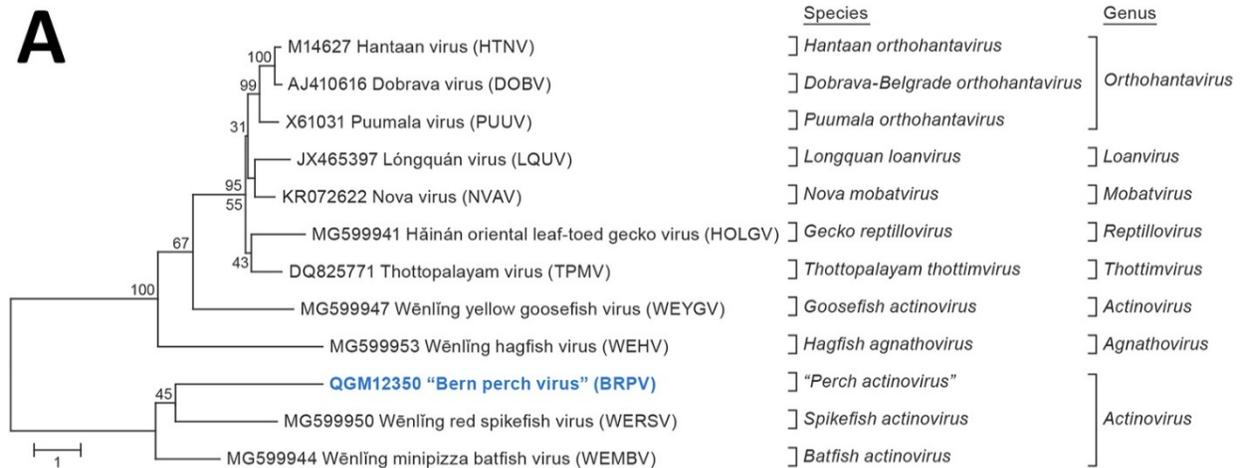 A
Species Genus
100 M14627 Hantaan virus (HTNV) Hantaan orthohantavirus
99 AJ410616 Dobrava virus (DOBV) Dobrava-Belgrade orthohantavirus Orthohantavirus
X61031 Puumala virus (PUUV) Puumala orthohantavirus
31
JX465397 Lóngquán virus (LQUV) Longquan loanvirus Loanvirus
95 KR072622 Nova virus (NVAV) Nova mobatvirus Mobatvirus
55
MG599941 Hǎinán oriental leaf-toed gecko virus (HOLGV) Gecko reptillovirus Reptillovirus
67
43 DQ825771 Thottopalayam virus (TPMV) Thottopalayam thottimvirus Thottimvirus
100 MG599947 Wēnlǐng yellow goosefish virus (WEYGV) Goosefish actinovirus Actinovirus
MG599953 Wēnlǐng hagfish virus (WEHV) Hagfish agnathovirus Agnathovirus
QGM12350 “Bern perch virus” (BRPV) “Perch actinovirus”
45
MG599950 Wēnlǐng red spikefish virus (WERSV) Spikefish actinovirus Actinovirus
MG599944 Wēnlǐng minipizza batfish virus (WEMBV) Batfish actinovirus
1